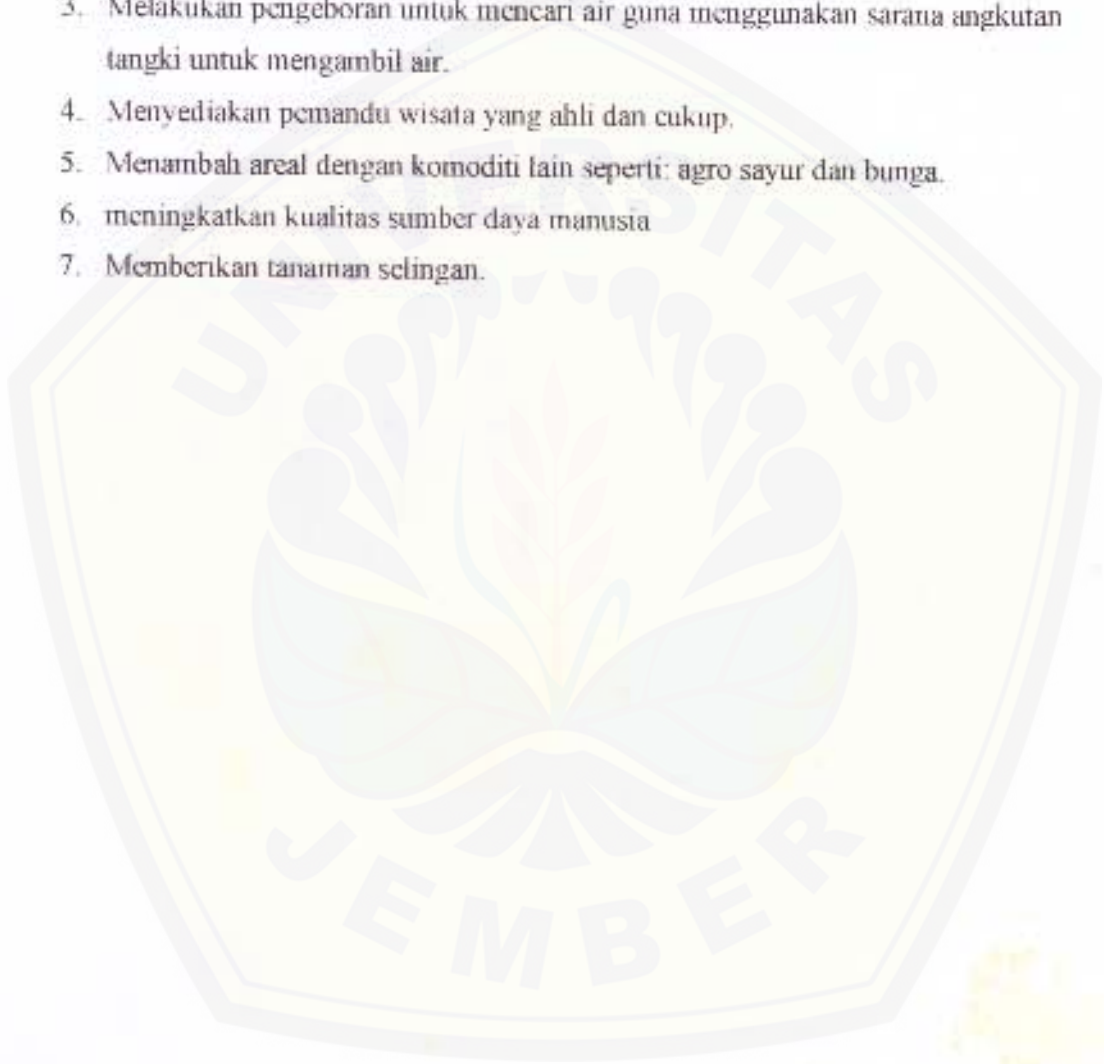 3. Melakukan pengeboran untuk mencari air guna menggunakan sarana angkutan
tangki untuk mengambil air.
4. Menyediakan pemandu wisata yang ahli dan cukup.
5. Menambah areal dengan komoditi lain seperti: agro sayur dan bunga.
6. meningkatkan kualitas sumber daya manusia
7. Memberikan tanaman selingan.
UNIVERSITAS
JEMBER